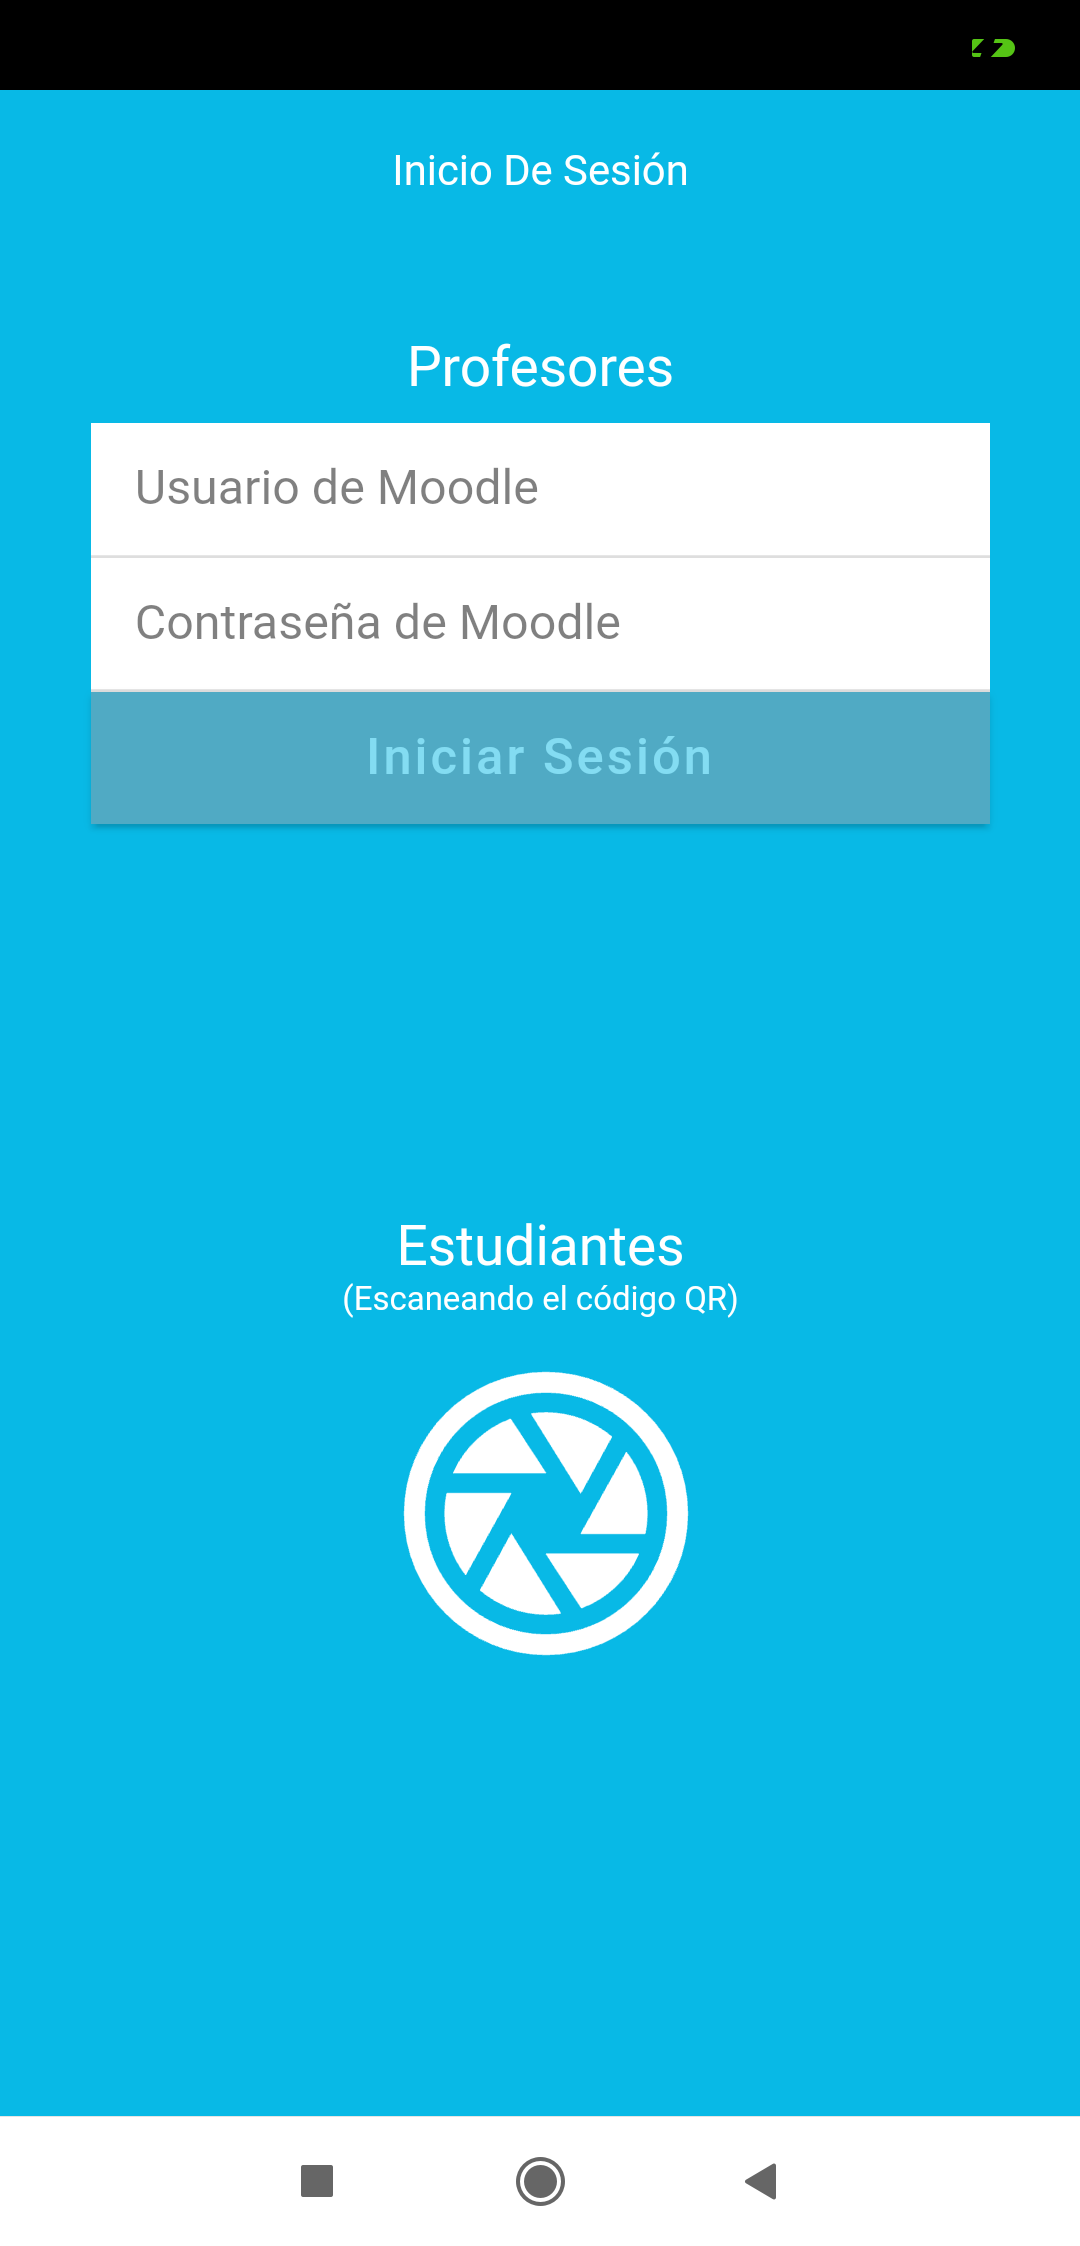 Inicio De Sesión
Profesores
Usuario de Moodle
Contraseña de Moodle
Iniciar Sesión
Estudiantes
(Escaneando el código QR)